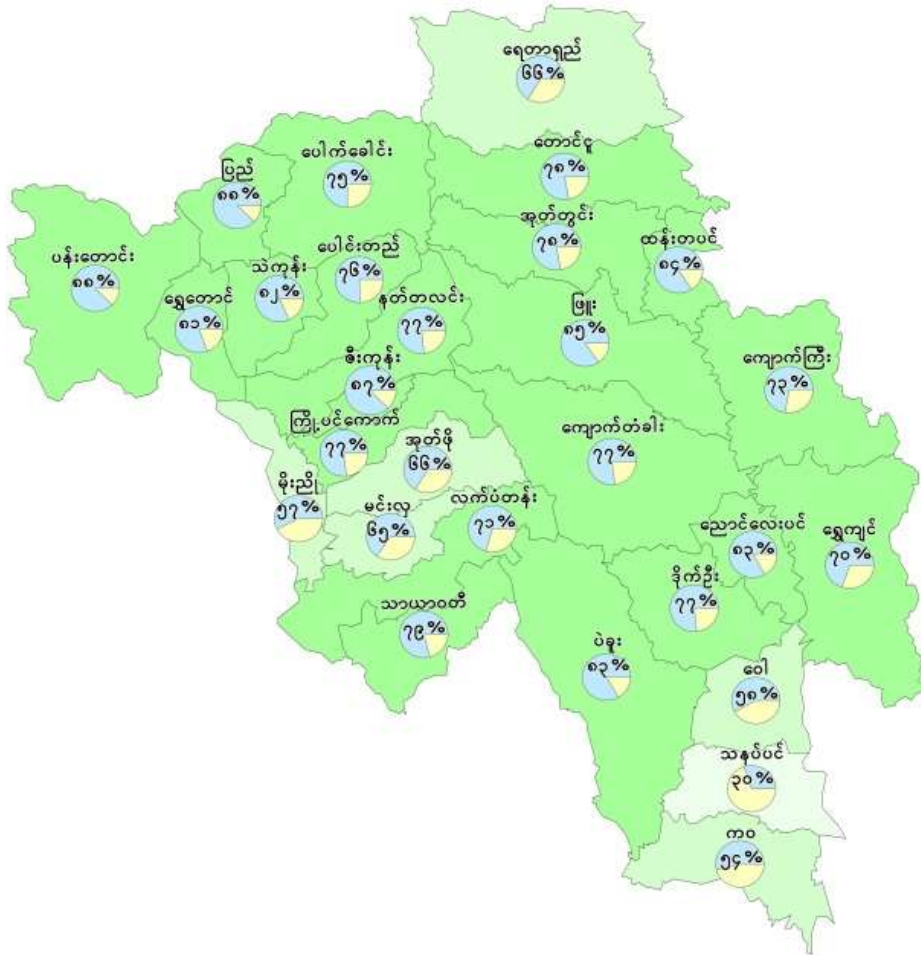 ရေတာရှည်
၆၆%
တောင်ငူ
၇၈%
ပေါက်ခေါင်း
၇၅%
ပြည်
၈၈%
အုတ်တွင်း
၇၈%
ထန်းတပင်
၈၄%
ပန်းတောင်း
၈၈%
သဲကုန်း
၈၂%
ပေါင်းတည်
၇၆%
ရွှေတောင်
၈၁%
နတ်တလင်း
၇၇%
ဖြူး
၈၅%
ကျောက်ကြီး
၇၃%
ဇီးကုန်း
၈၇%
ကြို့ပင်ကောက်
၇၇%
အုတ်ဖို
၆၆%
ကျောက်တံခါး
၇၇%
မိုးညို
၅၇%
မင်းလှ
၆၅%
လက်ပံတန်း
၇၁%
ညောင်လေးပင်
၈၃%
ရွှေကျင်
၇၀%
ဒိုက်ဦး
၇၇%
သာယာဝတီ
၇၉%
ပဲခူး
၈၃%
ဝေါ
၅၈%
သနပ်ပင်
၃၀%
ကဝ
၅၄%